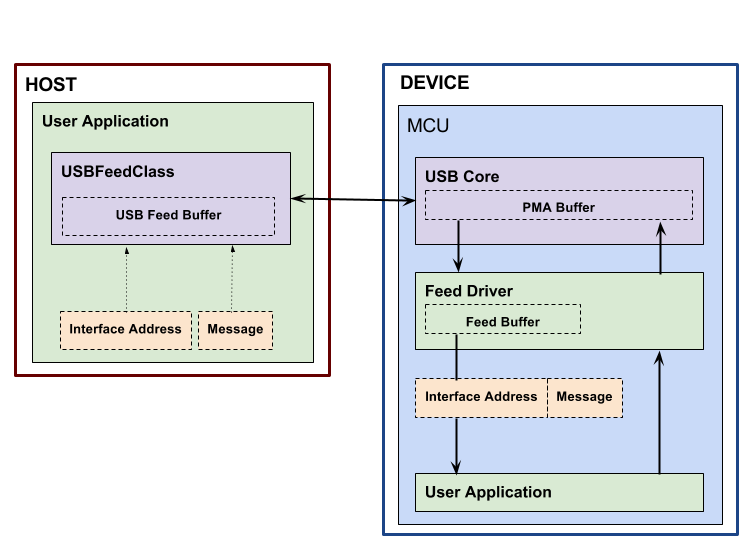 HOST
User Application
USBFeedClass
USB Feed Buffer
Interface Address
Message
DEVICE
MCU
USB Core
PMA Buffer
Feed Driver
Feed Buffer
Interface Address
Message
User Application